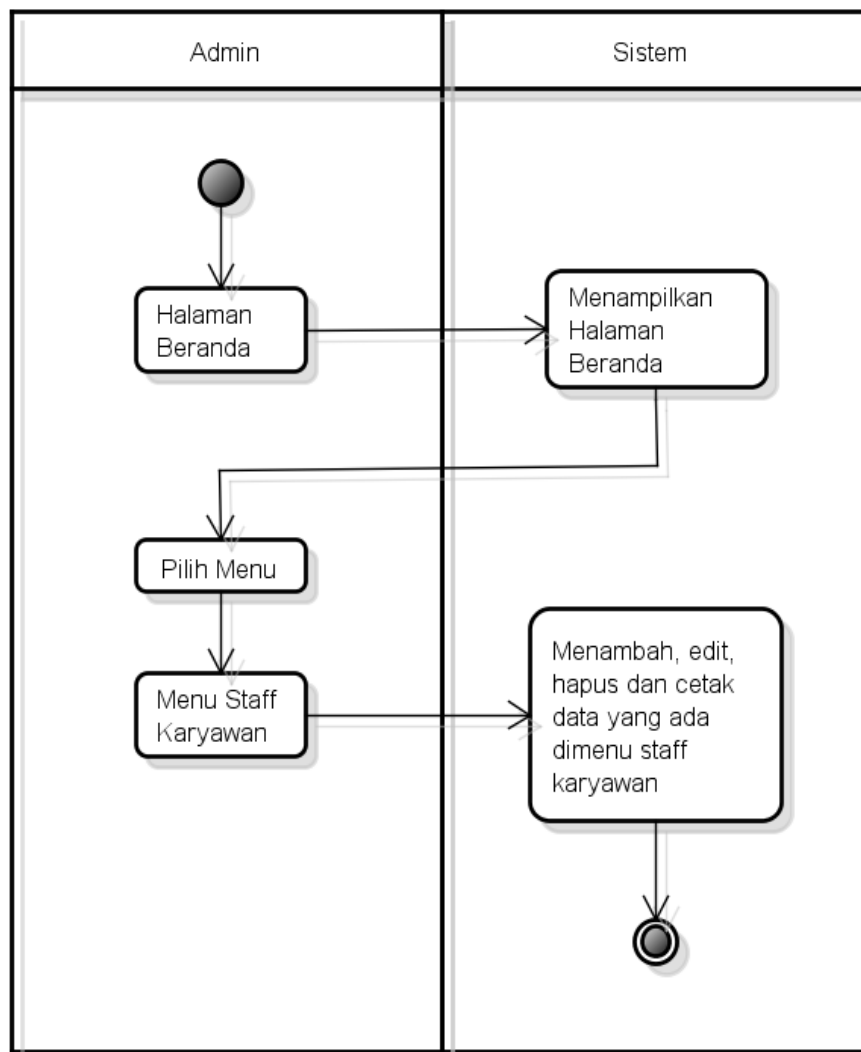 Admin
Sistem
Halaman
Beranda
Menampilkan
Halaman
Beranda
Pilih Menu
Menu Staff
Karyawan
Menambah, edit,
hapus dan cetak
data yang ada
dimenu staff
karyawan